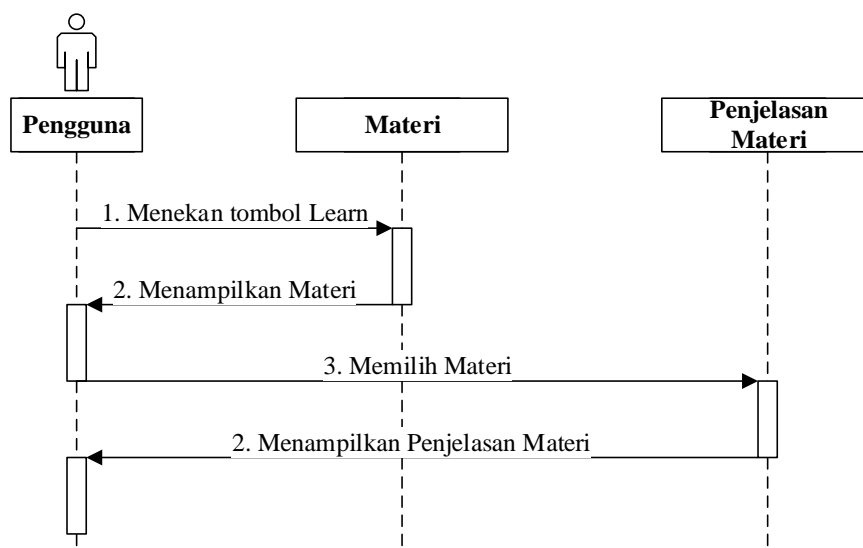 Pengguna
Materi
Penjelasan
Materi
1. Menekan tombol Learn
2. Menampilkan Materi
3. Memilih Materi
2. Menampilkan Penjelasan Materi